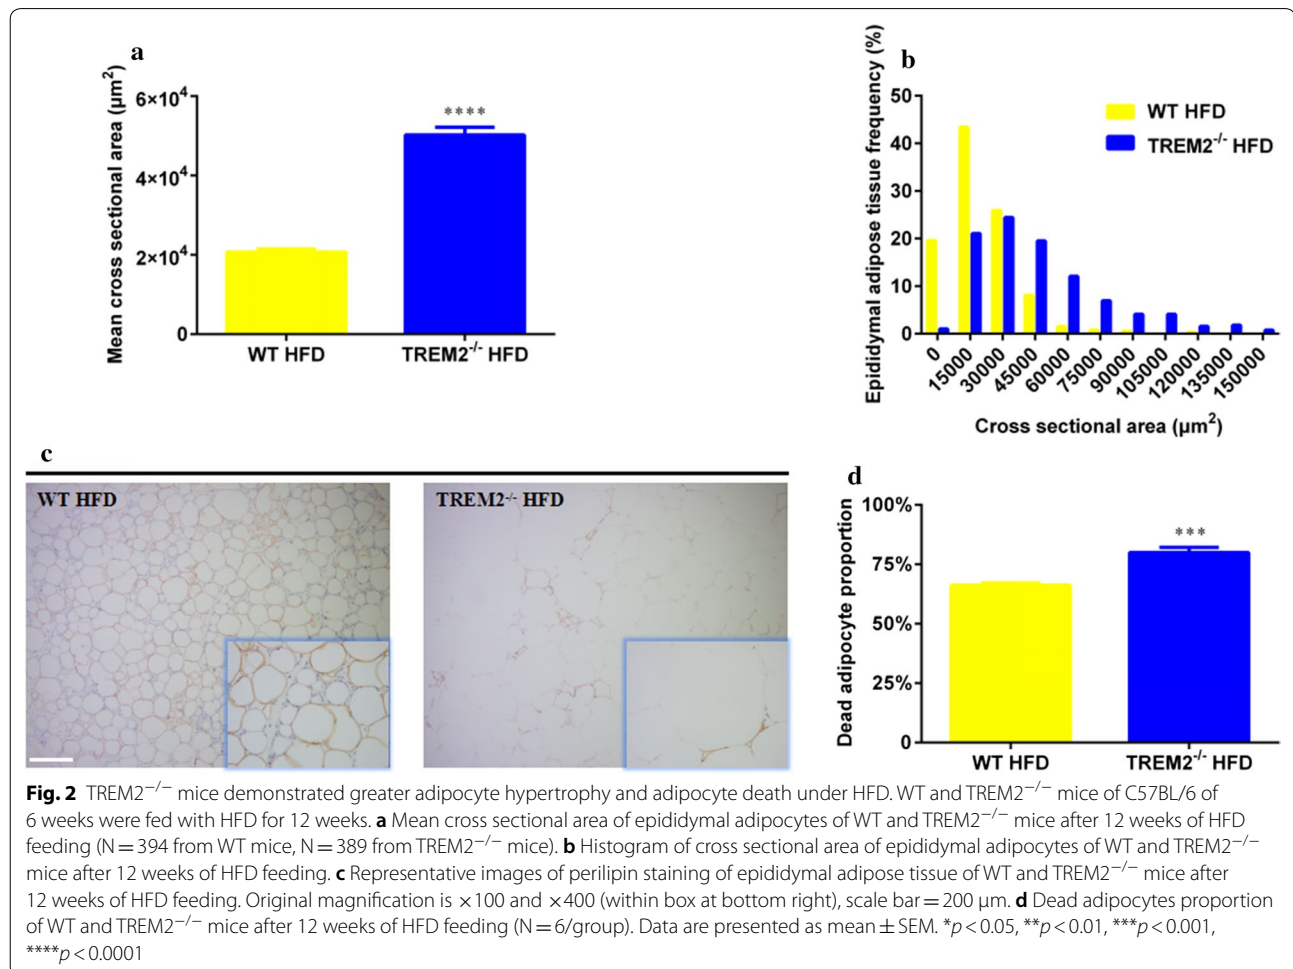 a
Mean cross sectional area (µm²)
6×10⁴
4×10⁴
2×10⁴
0
****
WT HFD
TREM2⁻/⁻ HFD
b
Epididymal adipose tissue frequency (%)
50
40
30
20
10
0
WT HFD
TREM2⁻/⁻ HFD
0
15000
30000
45000
60000
75000
90000
105000
120000
135000
150000
Cross sectional area (µm²)
c
WT HFD
TREM2⁻/⁻ HFD
d
Dead adipocyte proportion
100%
75%
50%
25%
0
***
WT HFD
TREM2⁻/⁻ HFD
Fig. 2 TREM2⁻/⁻ mice demonstrated greater adipocyte hypertrophy and adipocyte death under HFD. WT and TREM2⁻/⁻ mice of C57BL/6 of
6 weeks were fed with HFD for 12 weeks. a Mean cross sectional area of epididymal adipocytes of WT and TREM2⁻/⁻ mice after 12 weeks of HFD
feeding (N = 394 from WT mice, N = 389 from TREM2⁻/⁻ mice). b Histogram of cross sectional area of epididymal adipocytes of WT and TREM2⁻/⁻
mice after 12 weeks of HFD feeding. c Representative images of perilipin staining of epididymal adipose tissue of WT and TREM2⁻/⁻ mice after
12 weeks of HFD feeding. Original magnification is ×100 and ×400 (within box at bottom right), scale bar = 200 µm. d Dead adipocytes proportion
of WT and TREM2⁻/⁻ mice after 12 weeks of HFD feeding (N = 6/group). Data are presented as mean ± SEM. *p < 0.05, **p < 0.01, ***p < 0.001,
****p < 0.0001